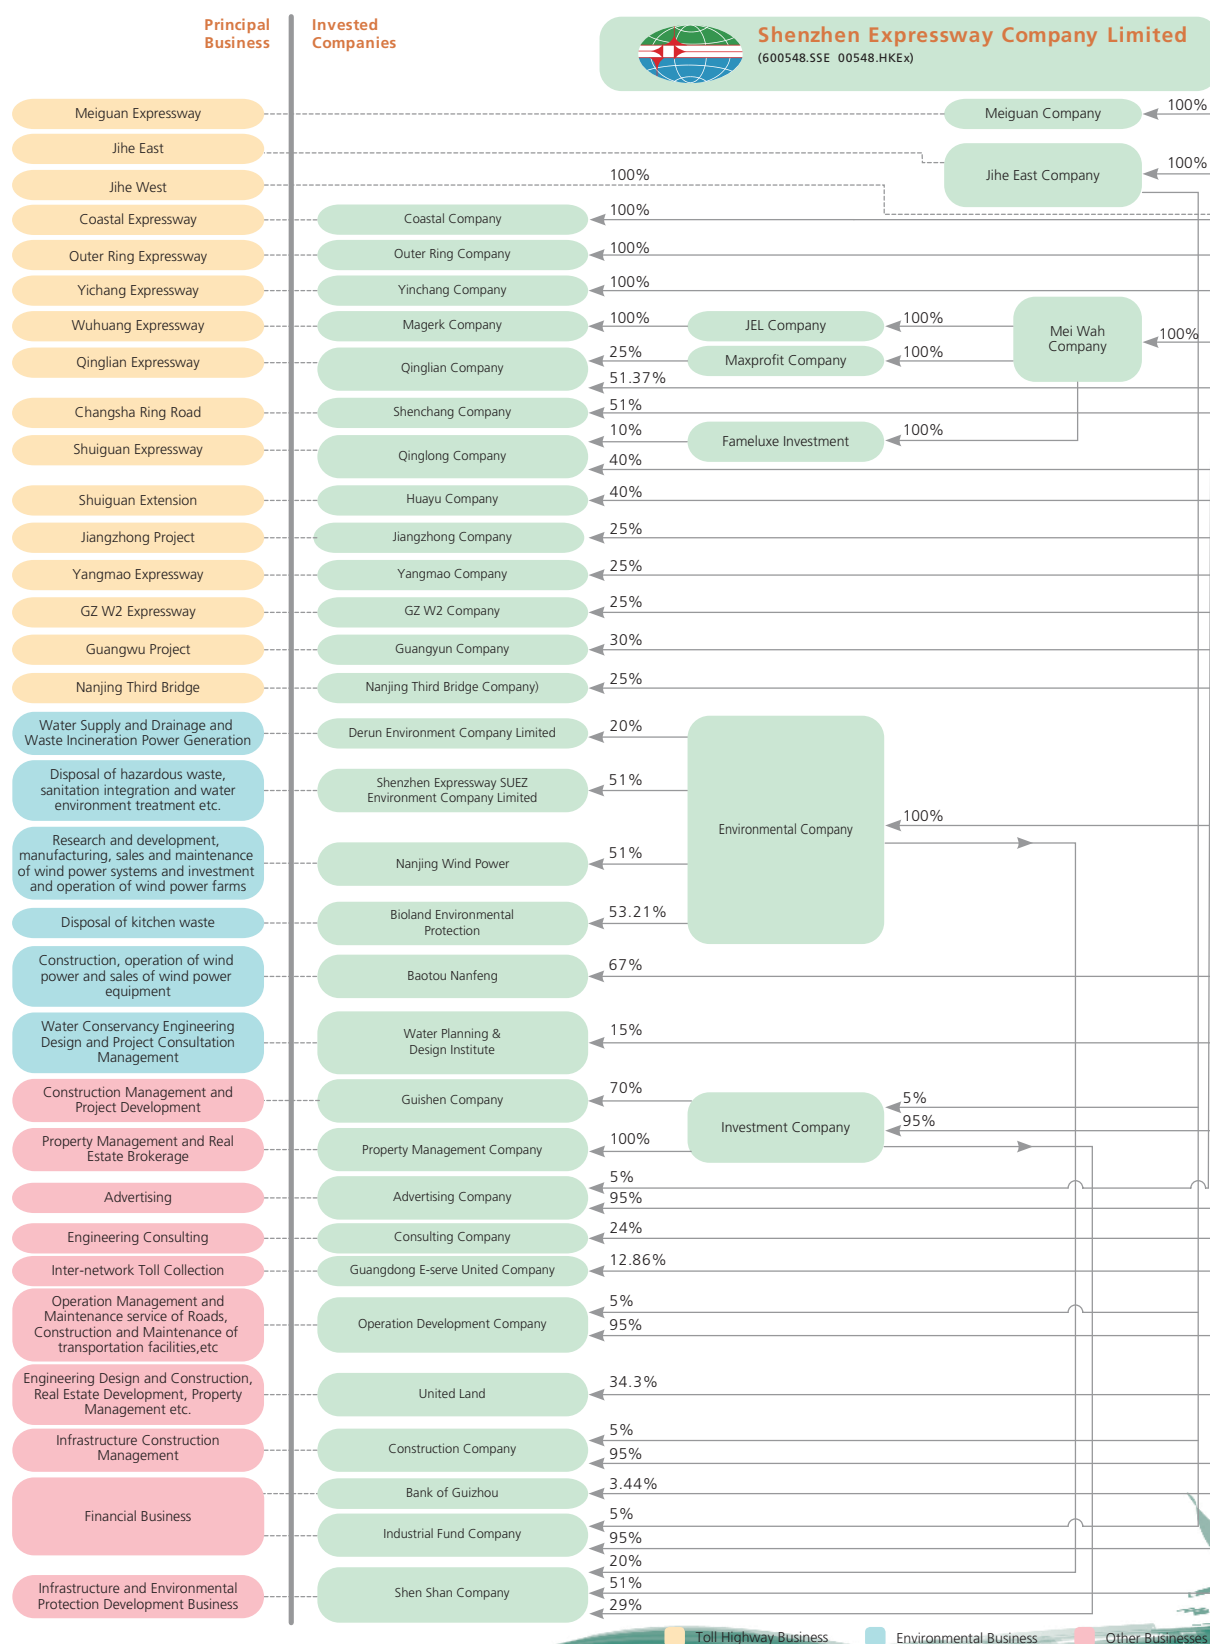 Principal
Business
Invested
Companies
Shenzhen Expressway Company Limited
(600548.SSE 00548.HKEx)
Meiguan Expressway
Meiguan Company
100%
Jihe East
Jihe East Company
100%
Jihe West
100%
Coastal Expressway
Coastal Company
100%
Outer Ring Expressway
Outer Ring Company
100%
Yichang Expressway
Yinchang Company
100%
Wuhuang Expressway
Magerk Company
100%
JEL Company
100%
Mei Wah
Company
100%
Qinglian Expressway
Qinglian Company
25%
Maxprofit Company
100%
51.37%
Changsha Ring Road
Shenchang Company
51%
Shuiguan Expressway
Qinglong Company
10%
Fameluxe Investment
100%
40%
Shuiguan Extension
Huayu Company
40%
Jiangzhong Project
Jiangzhong Company
25%
Yangmao Expressway
Yangmao Company
25%
GZ W2 Expressway
GZ W2 Company
25%
Guangwu Project
Guangyun Company
30%
Nanjing Third Bridge
Nanjing Third Bridge Company)
25%
Water Supply and Drainage and
Waste Incineration Power Generation
Derun Environment Company Limited
20%
Disposal of hazardous waste,
sanitation integration and water
environment treatment etc.
Shenzhen Expressway SUEZ
Environment Company Limited
51%
Environmental Company
100%
Research and development,
manufacturing, sales and maintenance
of wind power systems and investment
and operation of wind power farms
Nanjing Wind Power
51%
Disposal of kitchen waste
Bioland Environmental
Protection
53.21%
Construction, operation of wind
power and sales of wind power
equipment
Baotou Nanfeng
67%
Water Conservancy Engineering
Design and Project Consultation
Management
Water Planning &
Design Institute
15%
Construction Management and
Project Development
Guishen Company
70%
Investment Company
5%
95%
Property Management and Real
Estate Brokerage
Property Management Company
100%
Advertising
Advertising Company
5%
95%
Engineering Consulting
Consulting Company
24%
Inter-network Toll Collection
Guangdong E-serve United Company
12.86%
Operation Management and
Maintenance service of Roads,
Construction and Maintenance of
transportation facilities,etc
Operation Development Company
5%
95%
Engineering Design and Construction,
Real Estate Development, Property
Management etc.
United Land
34.3%
Infrastructure Construction
Management
Construction Company
5%
95%
Financial Business
Bank of Guizhou
3.44%
Industrial Fund Company
5%
95%
Infrastructure and Environmental
Protection Development Business
Shen Shan Company
20%
51%
29%
Toll Highway Business
Environmental Business
Other Businesses